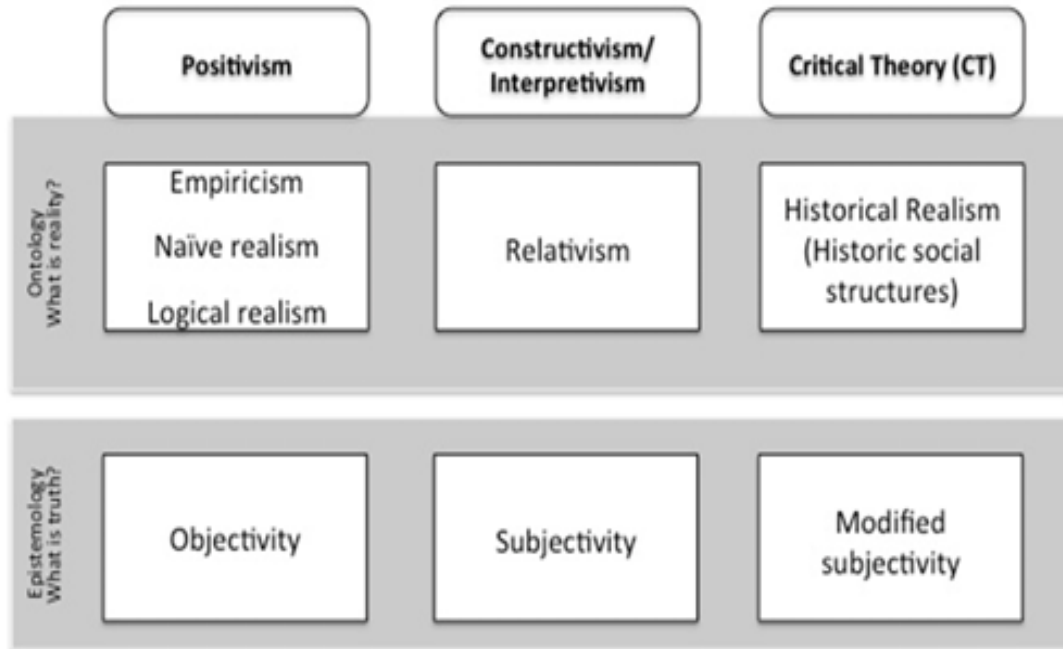 Positivism
Constructivism/
Interpretivism
Critical Theory (CT)
Ontology
What is reality?
Empiricism
Naïve realism
Logical realism
Relativism
Historical Realism
(Historic social
structures)
Epistemology
What is truth?
Objectivity
Subjectivity
Modified
subjectivity